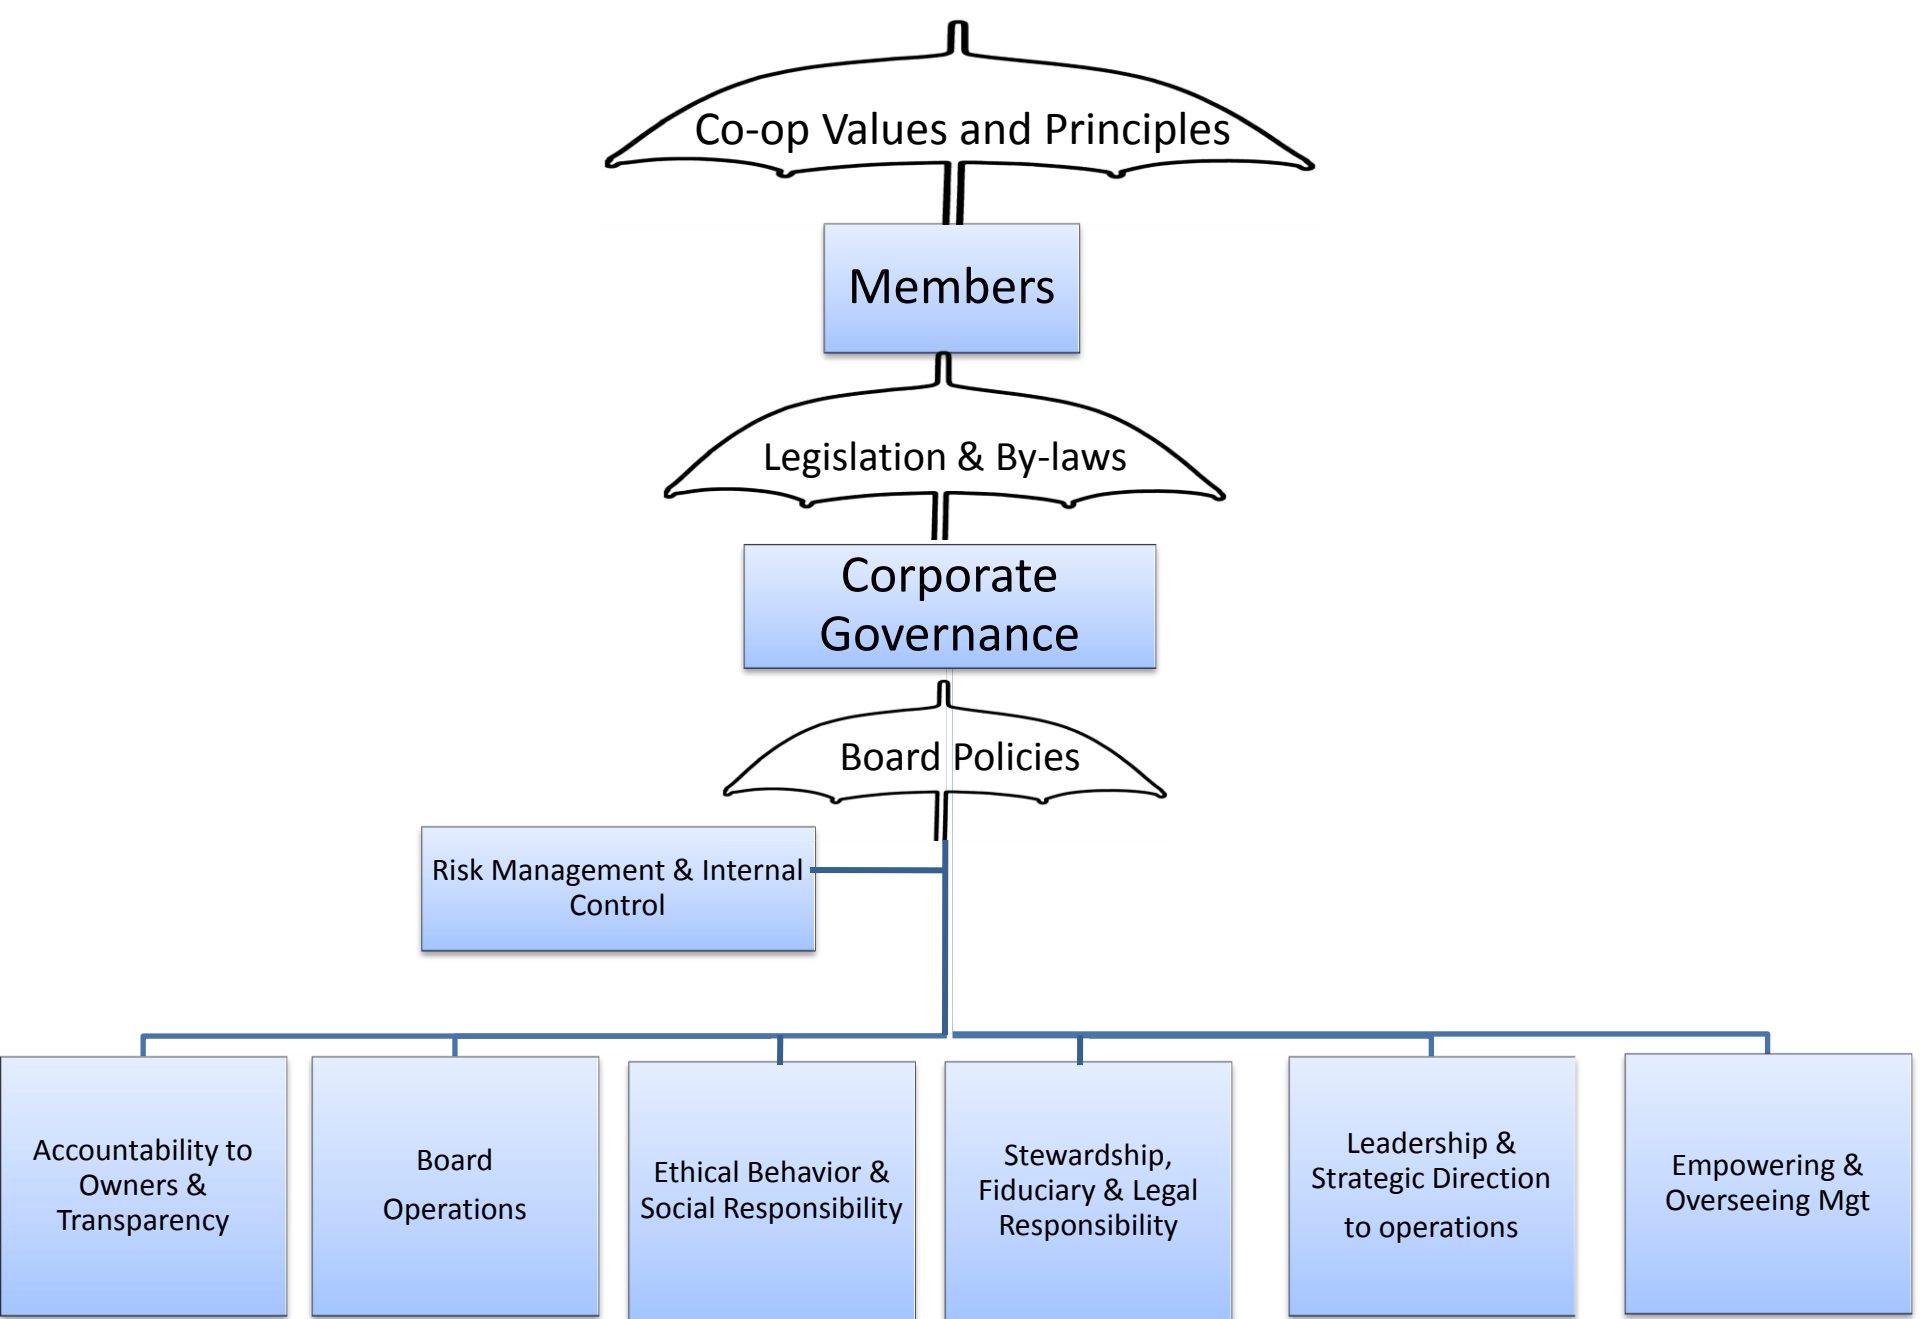 Co-op Values and Principles
Members
Legislation & By-laws
Corporate
Governance
Board Policies
Risk Management & Internal
Control
Accountability to
Owners &
Transparency
Board
Operations
Ethical Behavior &
Social Responsibility
Stewardship,
Fiduciary & Legal
Responsibility
Leadership &
Strategic Direction
to operations
Empowering &
Overseeing Mgt